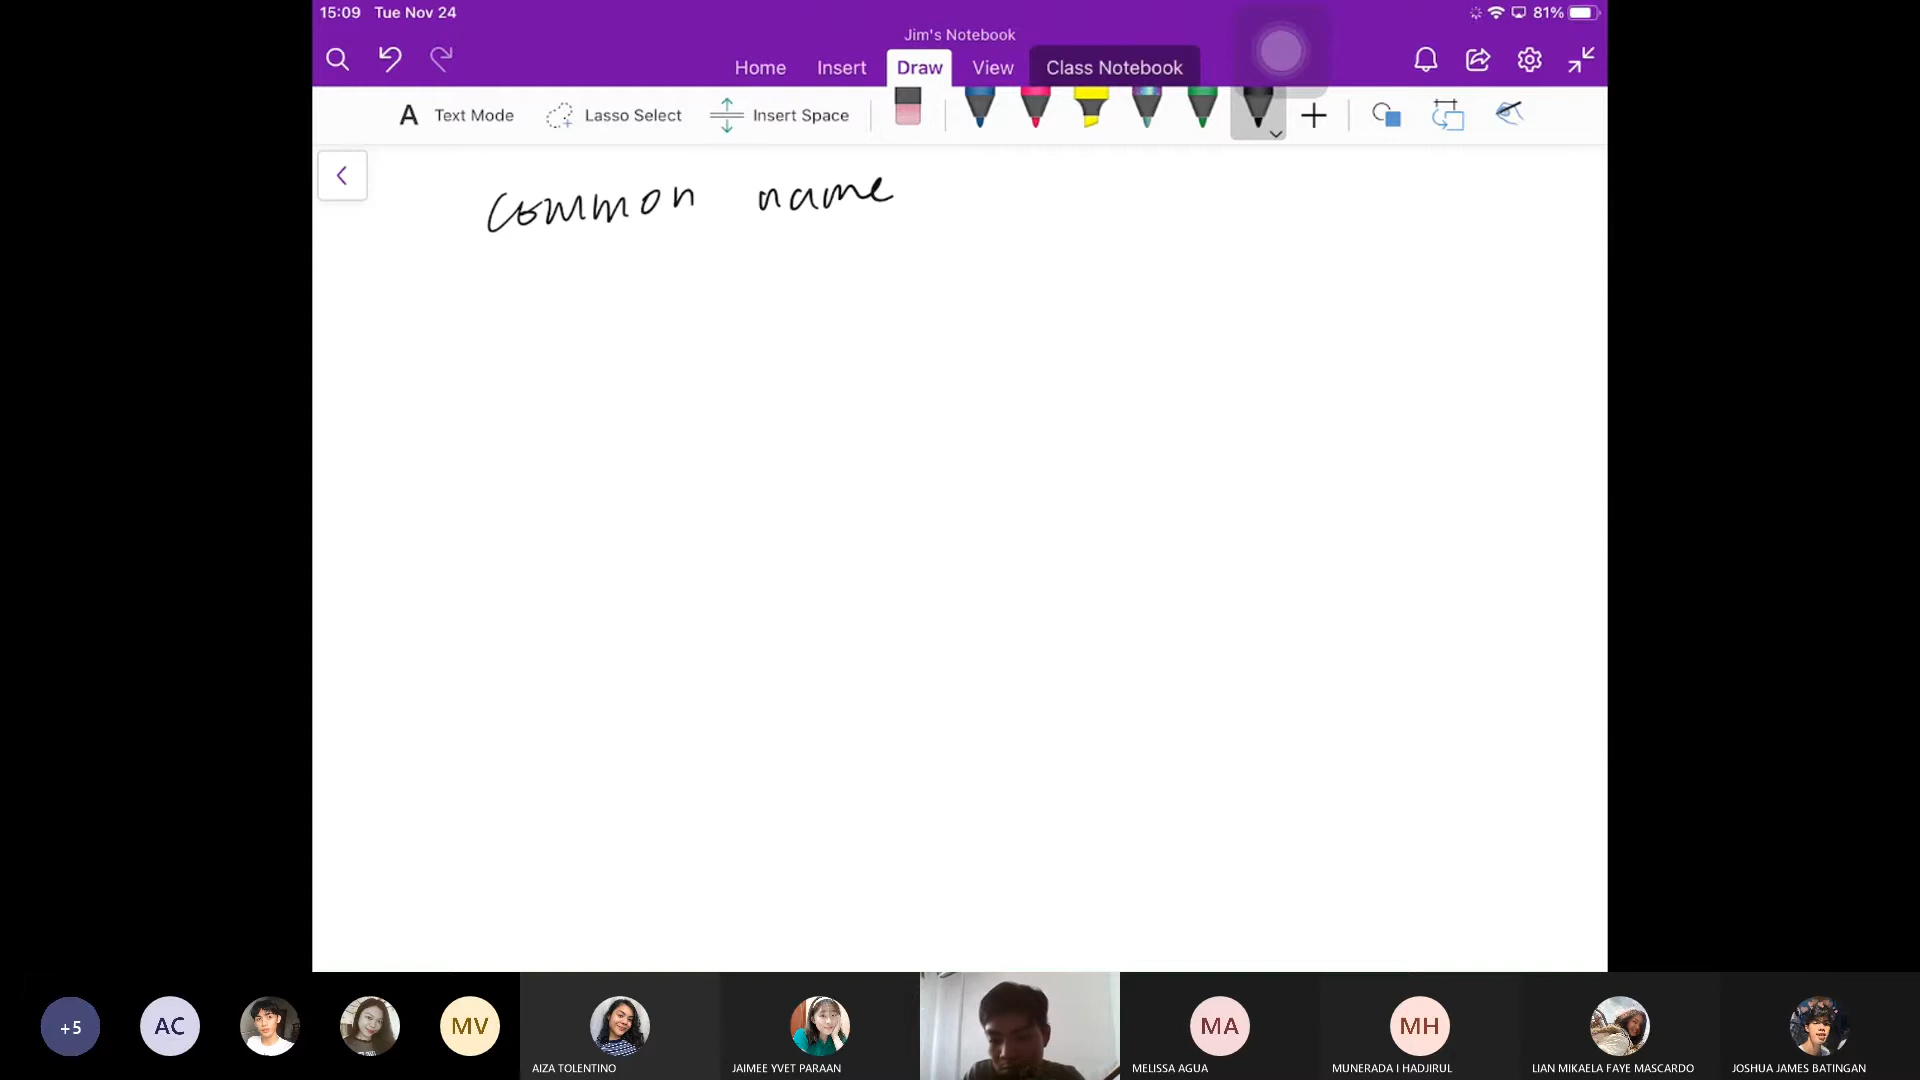 15:09 Tue Nov 24
81%
Jim's Notebook
Home Insert Draw View Class Notebook
A Text Mode Lasso Select Insert Space
common name
+5 AC MV MA MH
AIZA TOLENTINO JAIMEE YVET PARAAN MELISSA AGUA MUNERADA I HADJIRUL LIAN MIKAELA FAYE MASCARDO JOSHUA JAMES BATINGAN